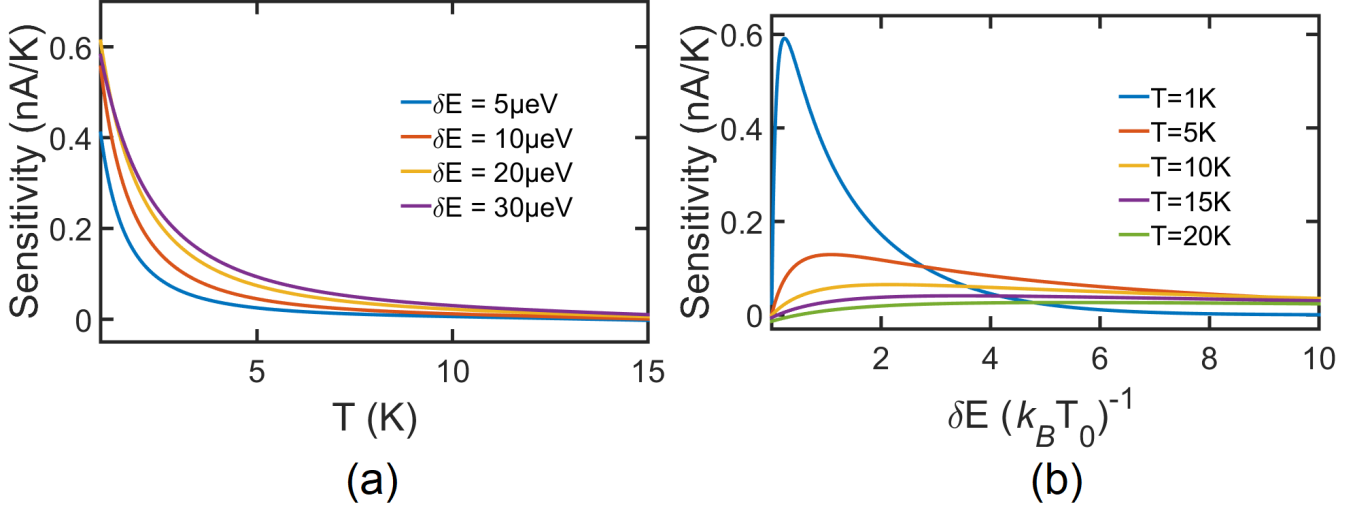 Sensitivity (nA/K)
0.6
0.4
0.2
0
δE = 5μeV
δE = 10μeV
δE = 20μeV
δE = 30μeV
5
10
15
T (K)
(a)
Sensitivity (nA/K)
0.6
0.4
0.2
0
T=1K
T=5K
T=10K
T=15K
T=20K
2
4
6
8
10
δE (k_BT_0)^-1
(b)